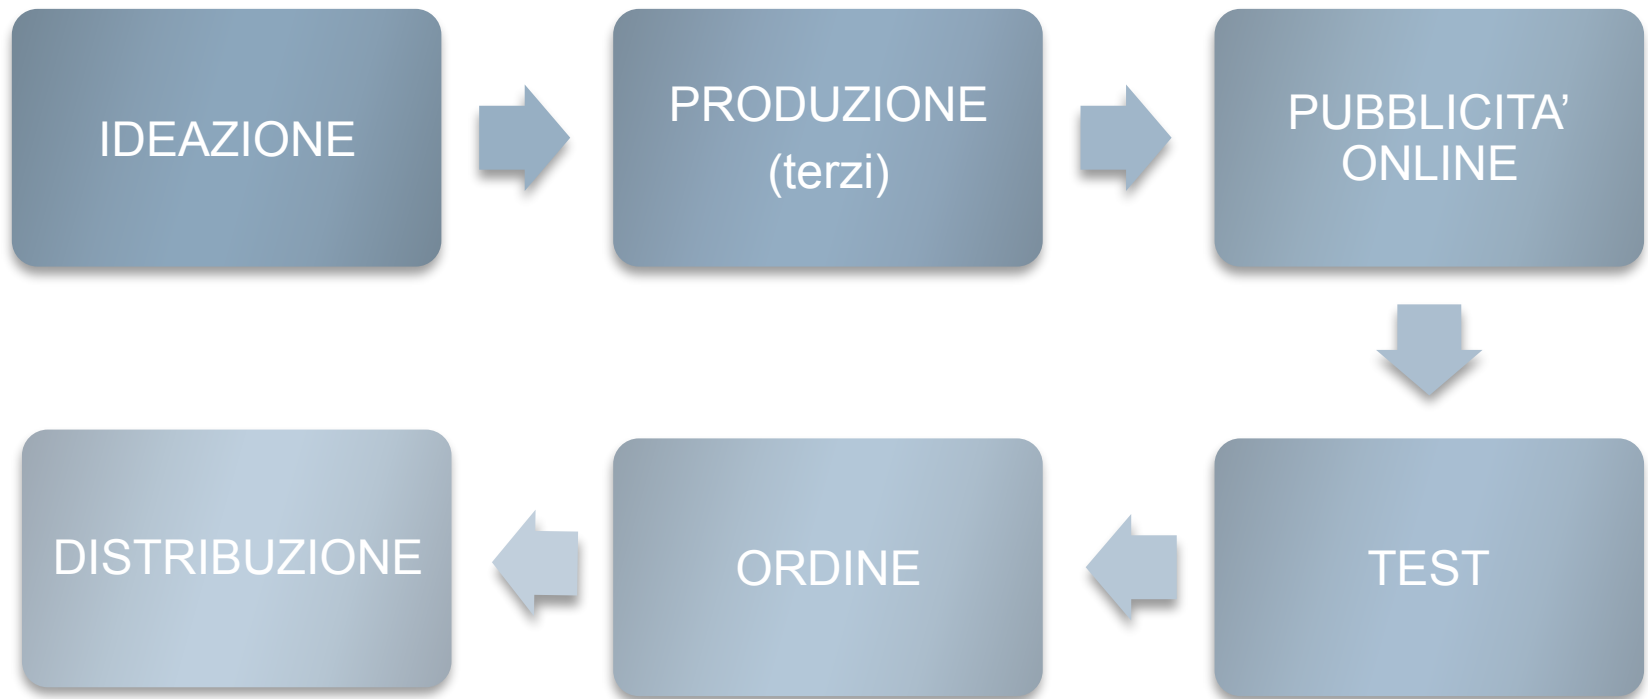 IDEAZIONE
PRODUZIONE
(terzi)
PUBBLICITA’
ONLINE
TEST
ORDINE
DISTRIBUZIONE